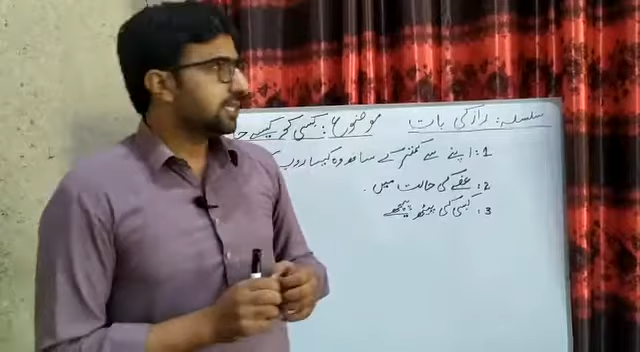 سلسلہ: راز کی بات
موضوع: کسی کو کیسے
1: اپنے سے کمتر کے ساتھ وہ کیسا رویہ
2: غصے کی حالت میں۔
3: کسی کی پیٹھ پیچھے